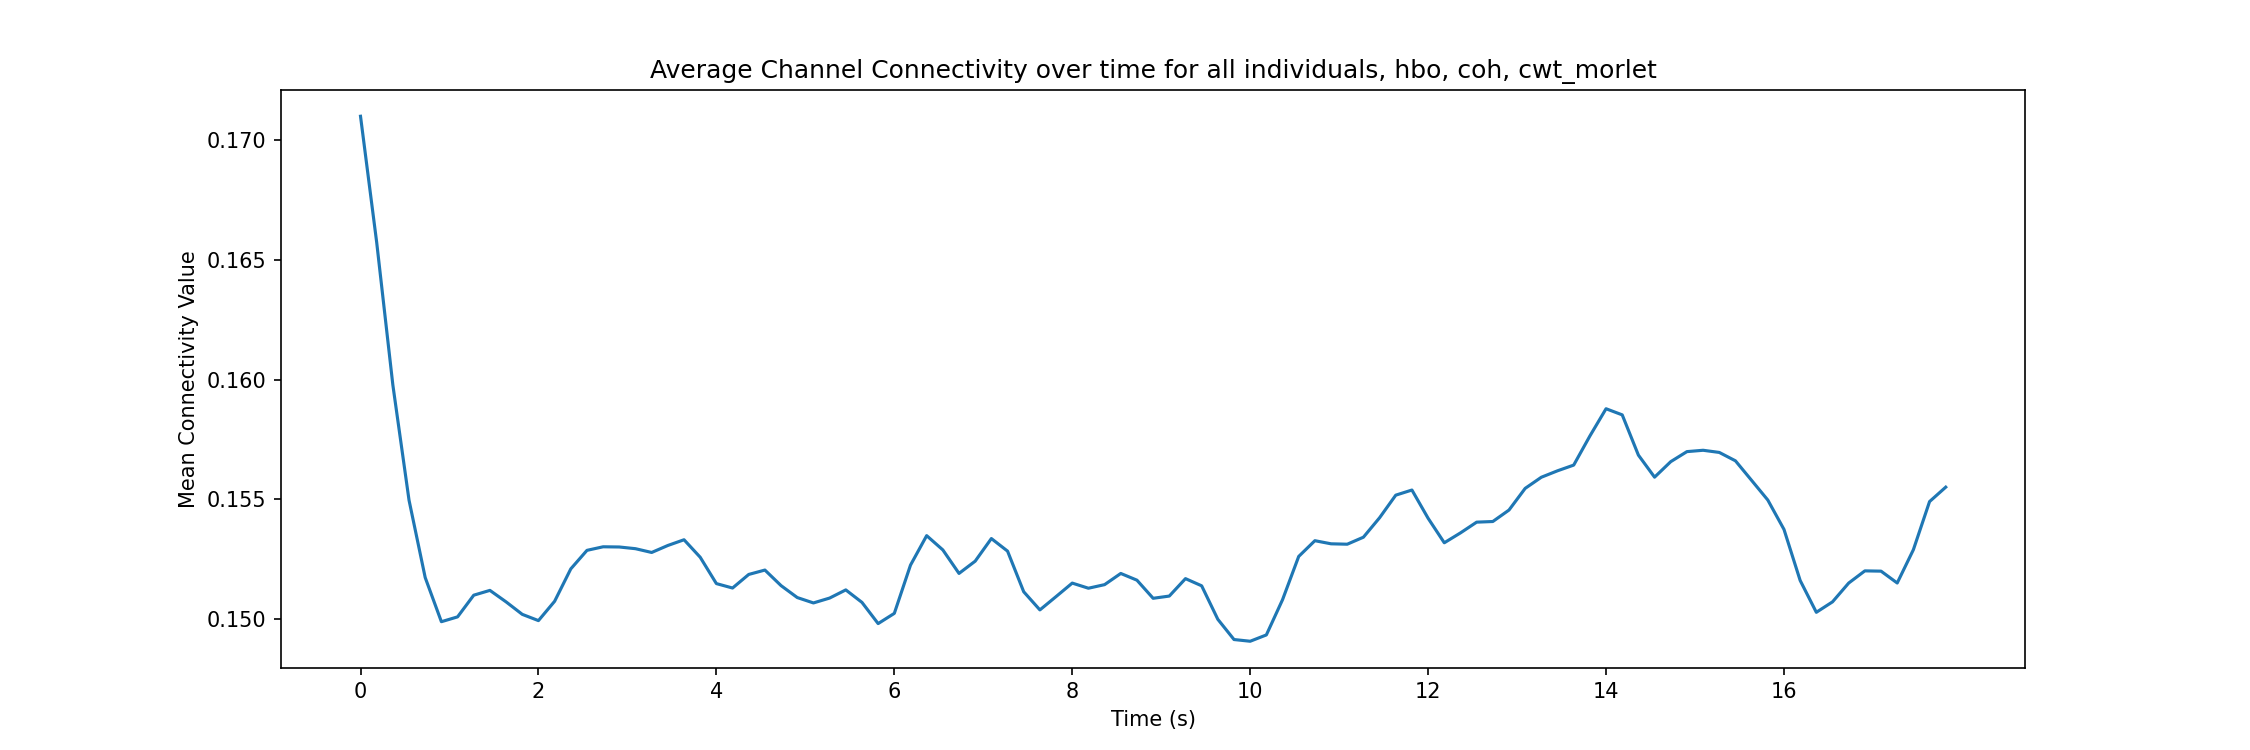 Average Channel Connectivity over time for all individuals, hbo, coh, cwt_morlet
0.170
0.165
0.160
0.155
0.150
Mean Connectivity Value
0 2 4 6 8 10 12 14 16
Time (s)